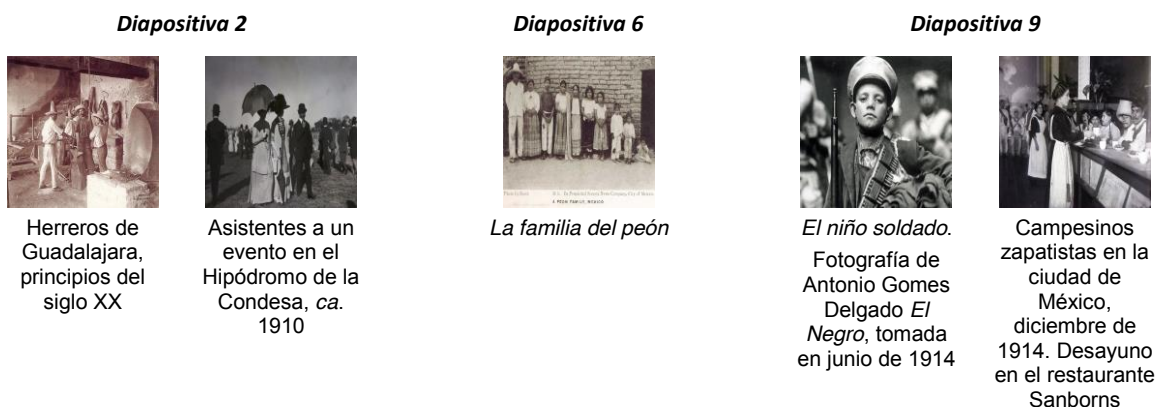 Diapositiva 2
Herreros de
Guadalajara,
principios del
siglo XX
Asistentes a un
evento en el
Hipódromo de la
Condesa, ca.
1910
Diapositiva 6
A PEON FAMILY, MEXICO
La familia del peón
Diapositiva 9
El niño soldado.
Fotografía de
Antonio Gomes
Delgado El
Negro, tomada
en junio de 1914
Campesinos
zapatistas en la
ciudad de
México,
diciembre de
1914. Desayuno
en el restaurante
Sanborns